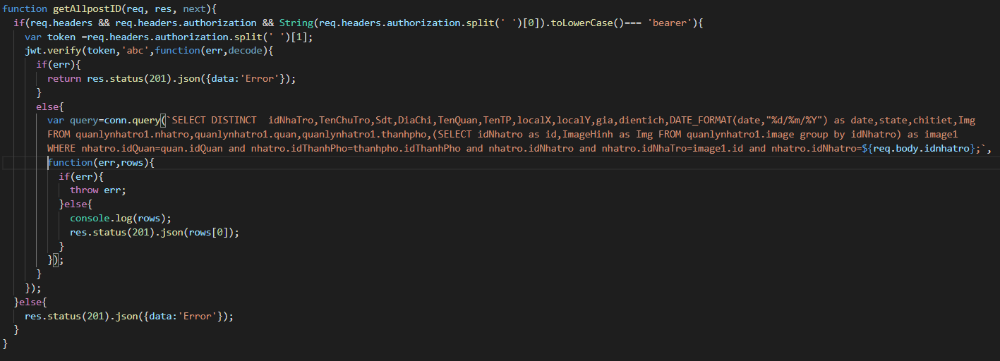 function getAllpostID(req, res, next){
  if(req.headers && req.headers.authorization && String(req.headers.authorization.split(' ')[0]).toLowerCase()=== 'bearer'){
    var token =req.headers.authorization.split(' ')[1];
    jwt.verify(token,'abc',function(err,decode){
      if(err){
        return res.status(201).json({data:'Error'});
      }
      else{
        var query=conn.query(`SELECT DISTINCT  idNhaTro,TenChuTro,Sdt,DiaChi,TenQuan,TenTP,localX,localY,gia,dientich,DATE_FORMAT(date,"%d/%m/%Y") as date,state,chitiet,Img
        FROM quanlynhatro1.nhatro,quanlynhatro1.quan,quanlynhatro1.thanhpho,(SELECT idNhatro as id,ImageHinh as Img FROM quanlynhatro1.image group by idNhatro) as image1
        WHERE nhatro.idQuan=quan.idQuan and nhatro.idThanhPho=thanhpho.idThanhPho and nhatro.idNhatro and nhatro.idNhaTro=image1.id and nhatro.idNhatro=${req.body.idnhatro};`,
        function(err,rows){
          if(err){
            throw err;
          }else{
            console.log(rows);
            res.status(201).json(rows[0]);
          }
        });
      }
    });
  }else{
    res.status(201).json({data:'Error'});
  }
}